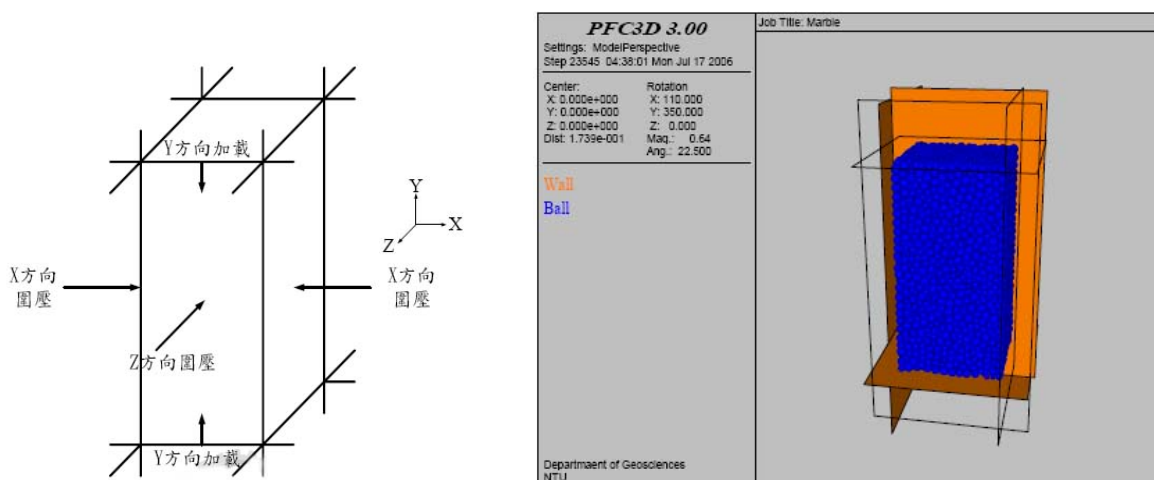 Y方向加載
Y
X
Z
X方向
圍壓
X方向
圍壓
Z方向圍壓
Y方向加載
PFC3D 3.00
Settings: ModelPerspective
Step 23545 04:38:01 Mon Jul 17 2006
Center:
X: 0.000e+000
Y: 0.000e+000
Z: 0.000e+000
Dist: 1.739e-001
Rotation
X: 110.000
Y: 350.000
Z: 0.000
Mag.: 0.64
Ang.: 22.500
Wall
Ball
Departmaent of Geosciences
NTU
Job Title: Marble